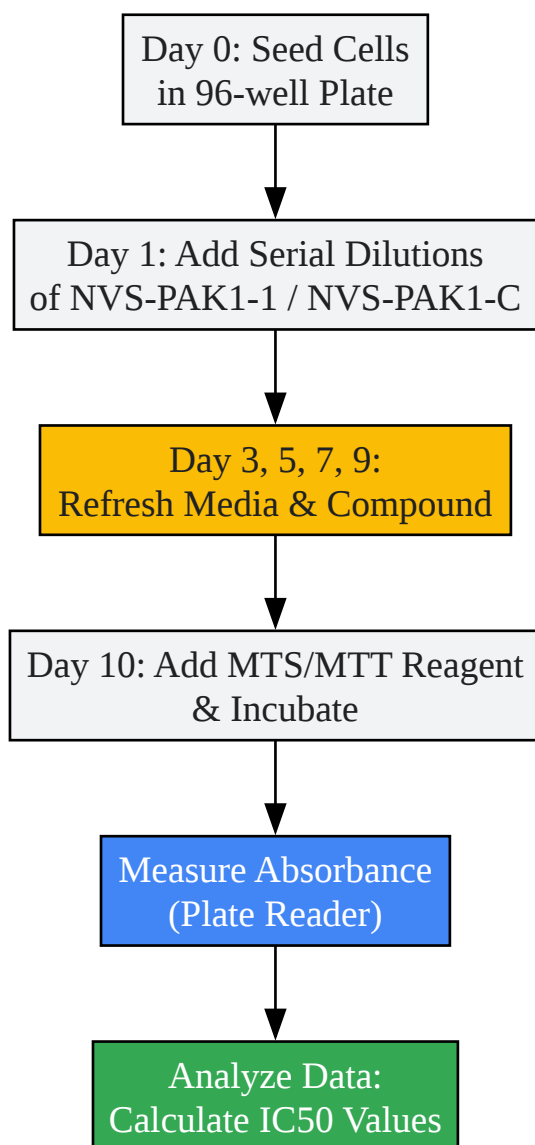 Day 0: Seed Cells
in 96-well Plate
Day 1: Add Serial Dilutions
of NVS-PAK1-1 / NVS-PAK1-C
Day 3, 5, 7, 9:
Refresh Media & Compound
Day 10: Add MTS/MTT Reagent
& Incubate
Measure Absorbance
(Plate Reader)
Analyze Data:
Calculate IC50 Values